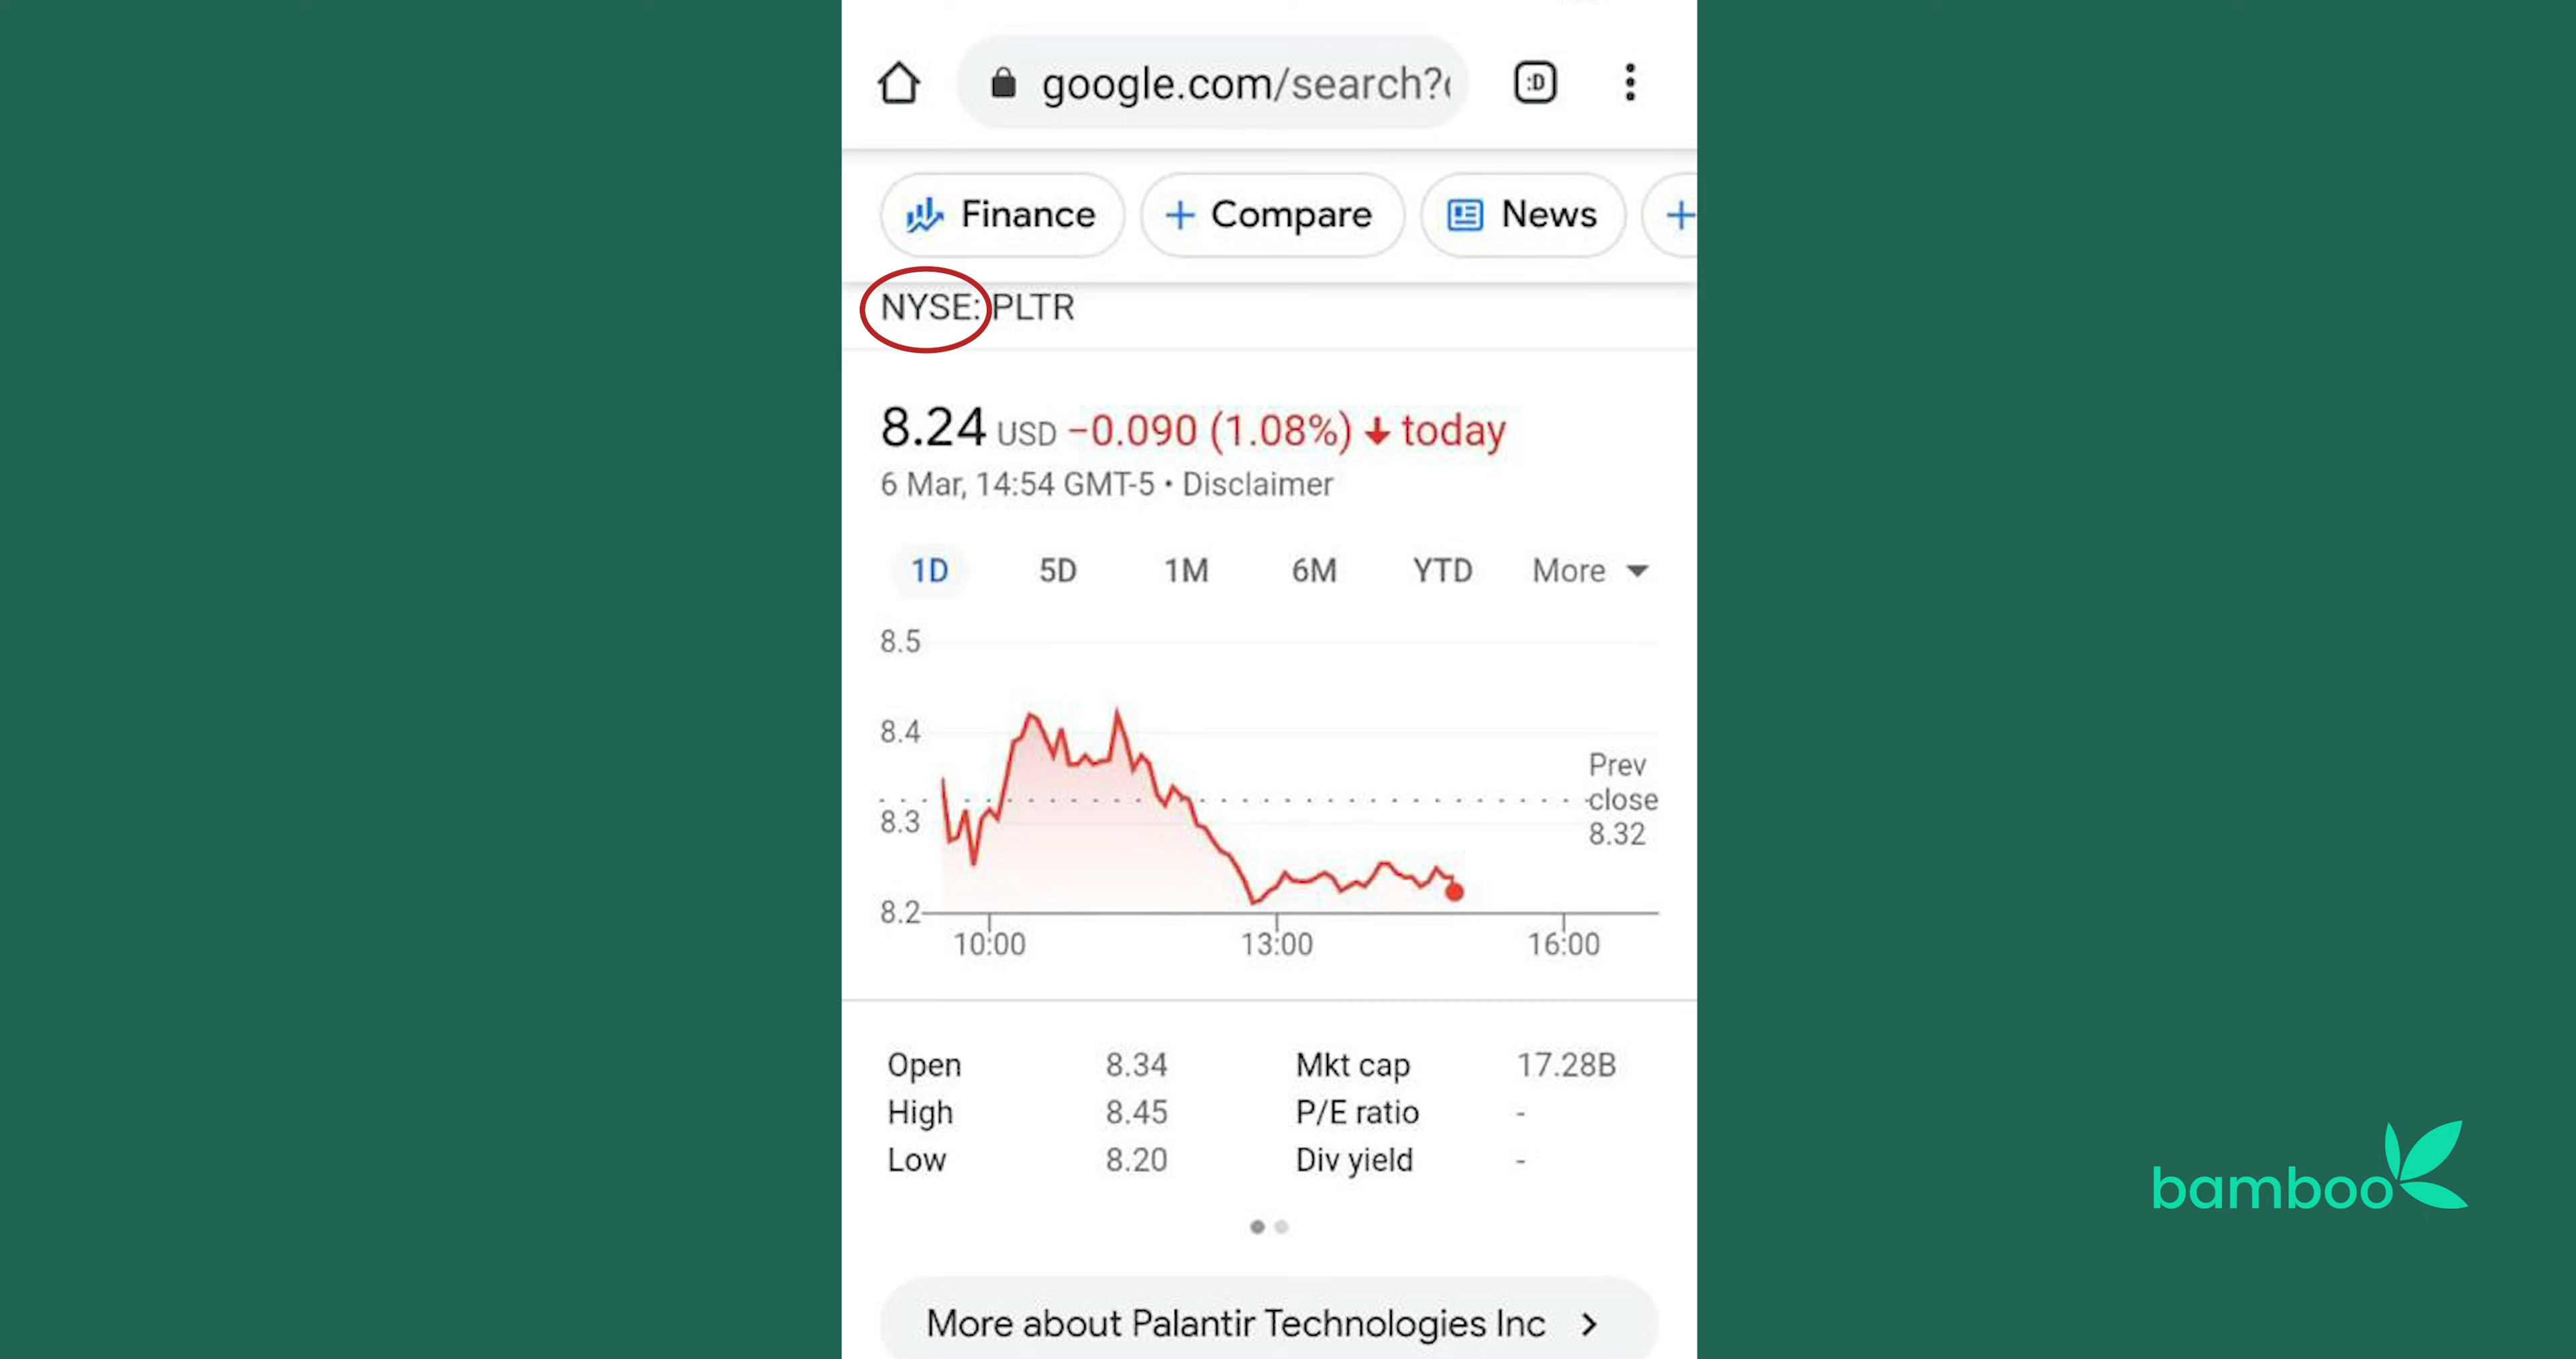 google.com/search?
:D
Finance
Compare
News
NYSE: PLTR
8.24 USD −0.090 (1.08%) ↓ today
6 Mar, 14:54 GMT-5 • Disclaimer
1D 5D 1M 6M YTD More
8.5
8.4
8.3
8.2
Prev
close
8.32
10:00 13:00 16:00
Open 8.34 Mkt cap 17.28B
High 8.45 P/E ratio -
Low 8.20 Div yield -
More about Palantir Technologies Inc
bamboo